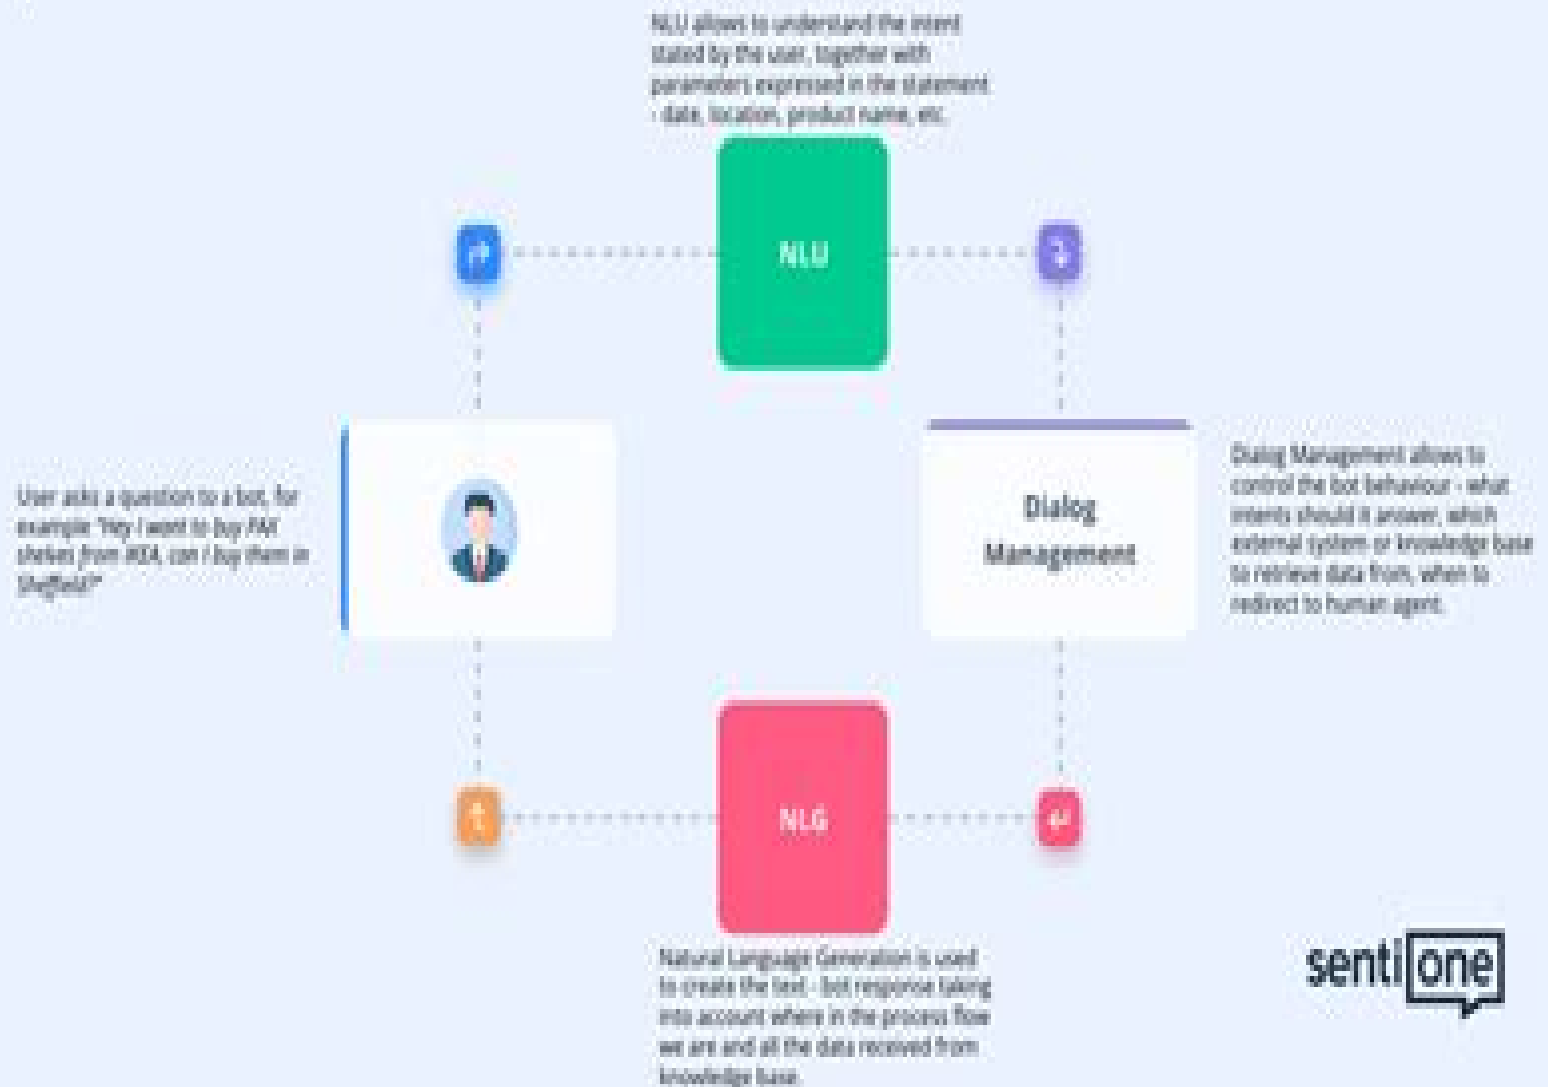 NLU allows to understand the intent
stated by the user, together with
parameters expressed in the statement
- date, location, product name, etc.
NLU
User asks a question to a bot, for
example "Hey I want to buy PAX
shelves from IKEA, can I buy them in
Sheffield?"
Dialog
Management
Dialog Management allows to
control the bot behaviour - what
intents should it answer, which
external system or knowledge base
to retrieve data from, when to
redirect to human agent.
NLG
Natural Language Generation is used
to create the text - bot response taking
into account where in the process flow
we are and all the data received from
knowledge base.
senti one